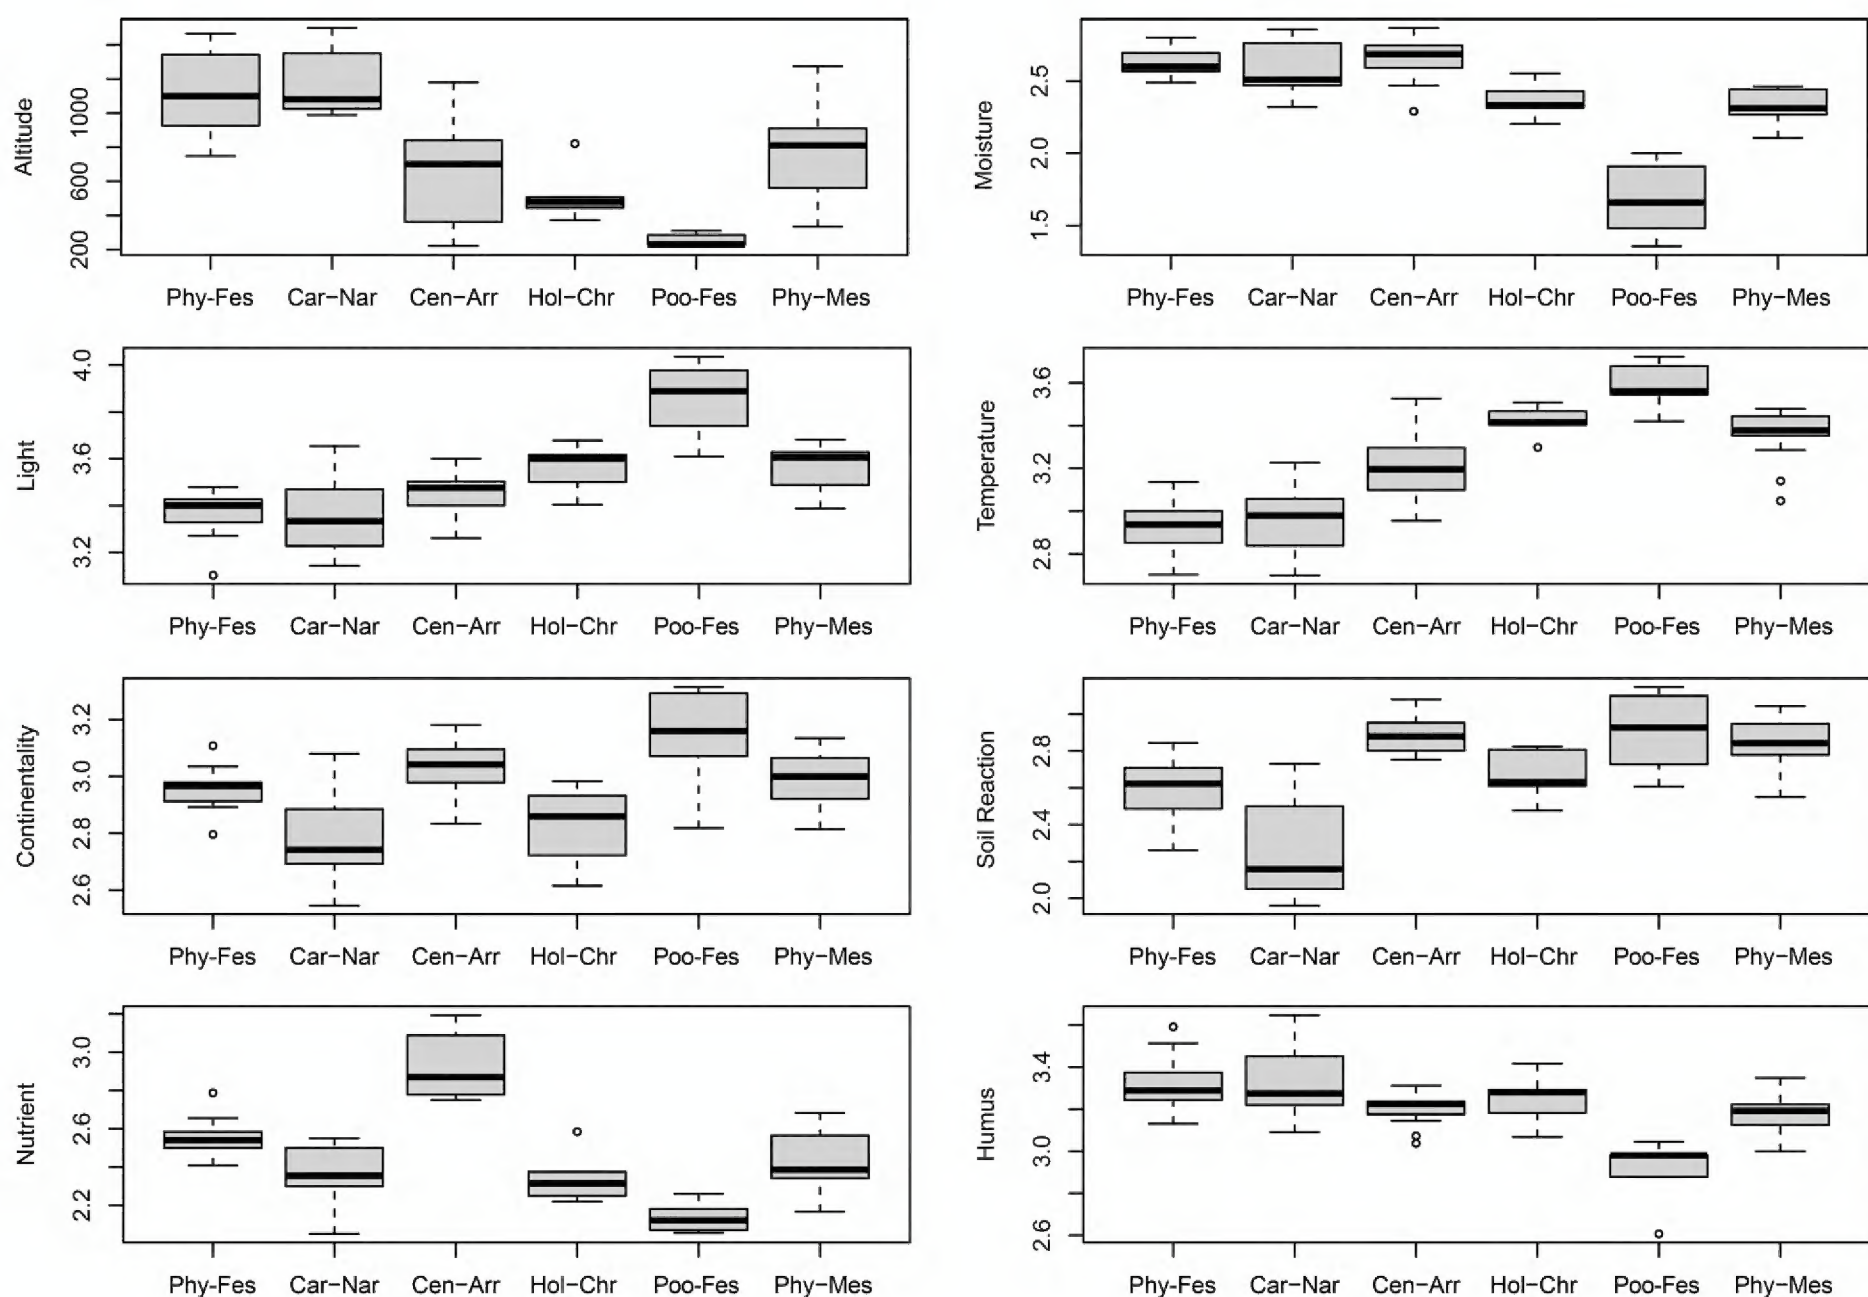 Altitude
1000
600
200
Phy-Fes Car−Nar Cen−Arr Hol−Chr Poo-Fes Phy−Mes
Moisture
2.5
2.0
1.5
Phy-Fes Car−Nar Cen−Arr Hol−Chr Poo-Fes Phy−Mes
Light
4.0
3.6
3.2
Phy-Fes Car−Nar Cen−Arr Hol−Chr Poo-Fes Phy−Mes
Temperature
3.6
3.2
2.8
Phy-Fes Car−Nar Cen−Arr Hol−Chr Poo-Fes Phy−Mes
Continentality
3.2
3.0
2.8
2.6
Phy-Fes Car−Nar Cen−Arr Hol−Chr Poo-Fes Phy−Mes
Soil Reaction
2.8
2.4
2.0
Phy-Fes Car−Nar Cen−Arr Hol−Chr Poo-Fes Phy−Mes
Nutrient
3.0
2.6
2.2
Phy-Fes Car−Nar Cen−Arr Hol−Chr Poo-Fes Phy−Mes
Humus
3.4
3.0
2.6
Phy-Fes Car−Nar Cen−Arr Hol−Chr Poo-Fes Phy−Mes